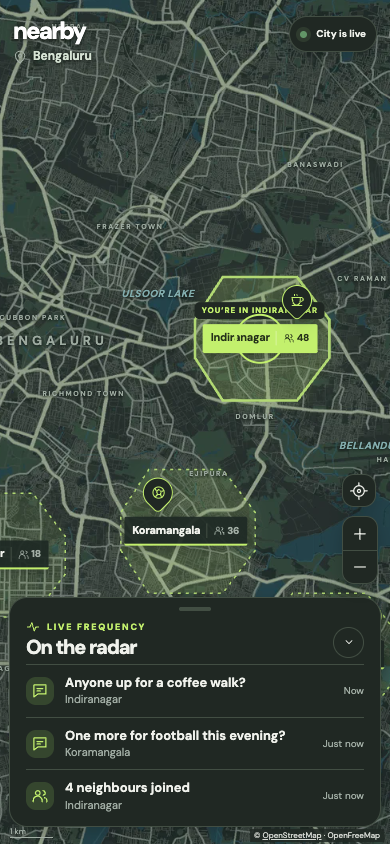 nearby
Bengaluru
City is live
BANASWADI
FRAZER TOWN
CV RAMAN
ULSOOR LAKE
YOU'RE IN INDIRANAGAR
CUBBON PARK
Indiranagar 48
BENGALURU
RICHMOND TOWN
DOMLUR
BELLANDU
HA
EJIPURA
Koramangala 36
r 18
LIVE FREQUENCY
On the radar
Anyone up for a coffee walk?
Now
Indiranagar
One more for football this evening?
Just now
Koramangala
4 neighbours joined
Just now
Indiranagar
1 km
© OpenStreetMap · OpenFreeMap